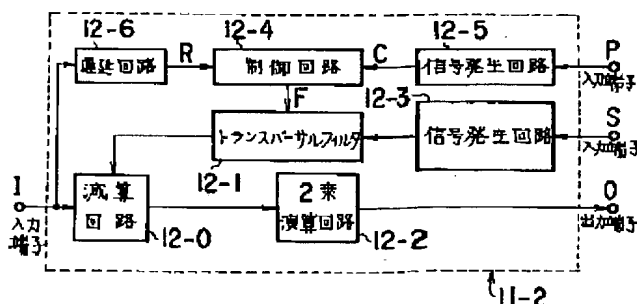 12-6
12-4
12-5
遅延回路
R
制御回路
C
信号発生回路
P
入力端子
F
12-3
トランスバーサルフィルタ
信号発生回路
S
入力端子
12-1
I
入力
端子
減算
回路
12-0
2乗
演算回路
12-2
O
出力端子
11-2